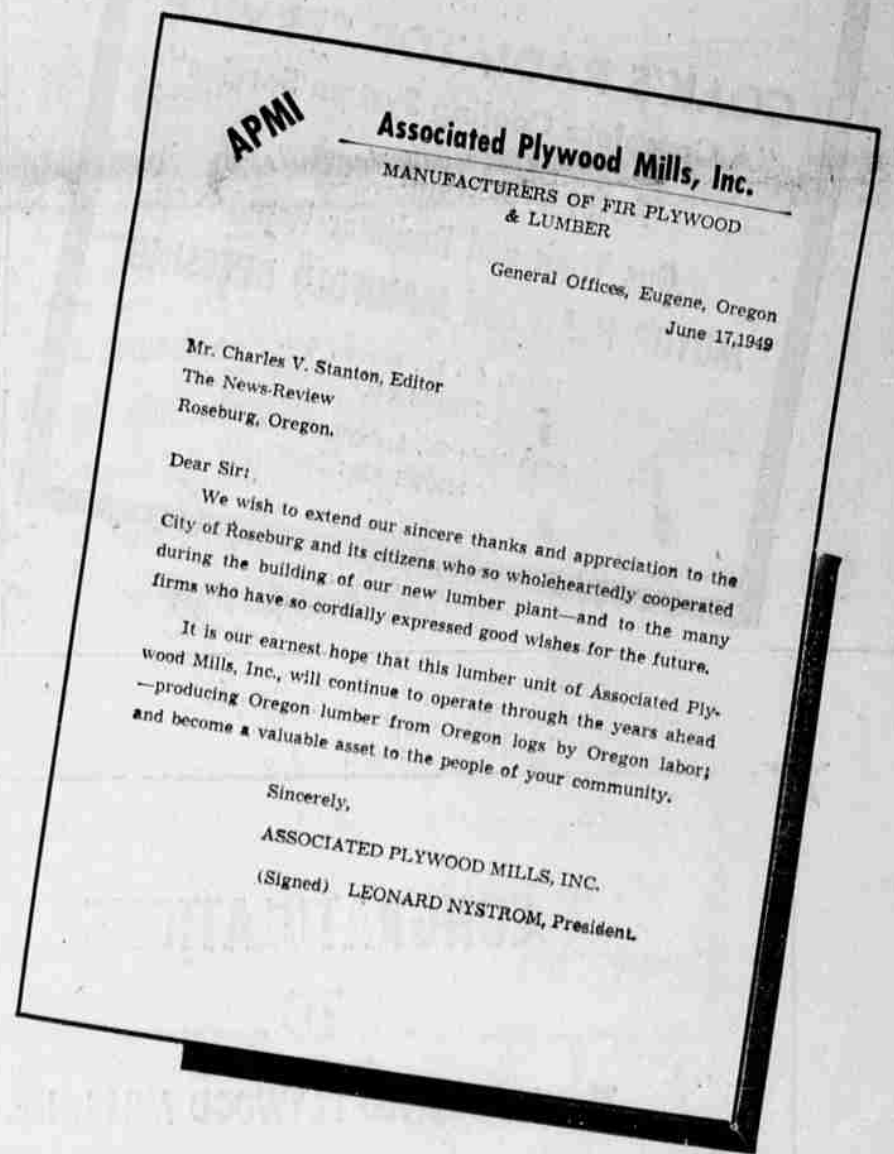 APMI
Associated Plywood Mills, Inc.
MANUFACTURERS OF FIR PLYWOOD
& LUMBER
General Offices, Eugene, Oregon
June 17,1949
Mr. Charles V. Stanton, Editor
The News-Review
Roseburg, Oregon.
Dear Sir:
We wish to extend our sincere thanks and appreciation to the
City of Roseburg and its citizens who so wholeheartedly cooperated
during the building of our new lumber plant—and to the many
firms who have so cordially expressed good wishes for the future.
It is our earnest hope that this lumber unit of Associated Ply-
wood Mills, Inc., will continue to operate through the years ahead
—producing Oregon lumber from Oregon logs by Oregon labor;
and become a valuable asset to the people of your community.
Sincerely,
ASSOCIATED PLYWOOD MILLS, INC.
(Signed) LEONARD NYSTROM, President.